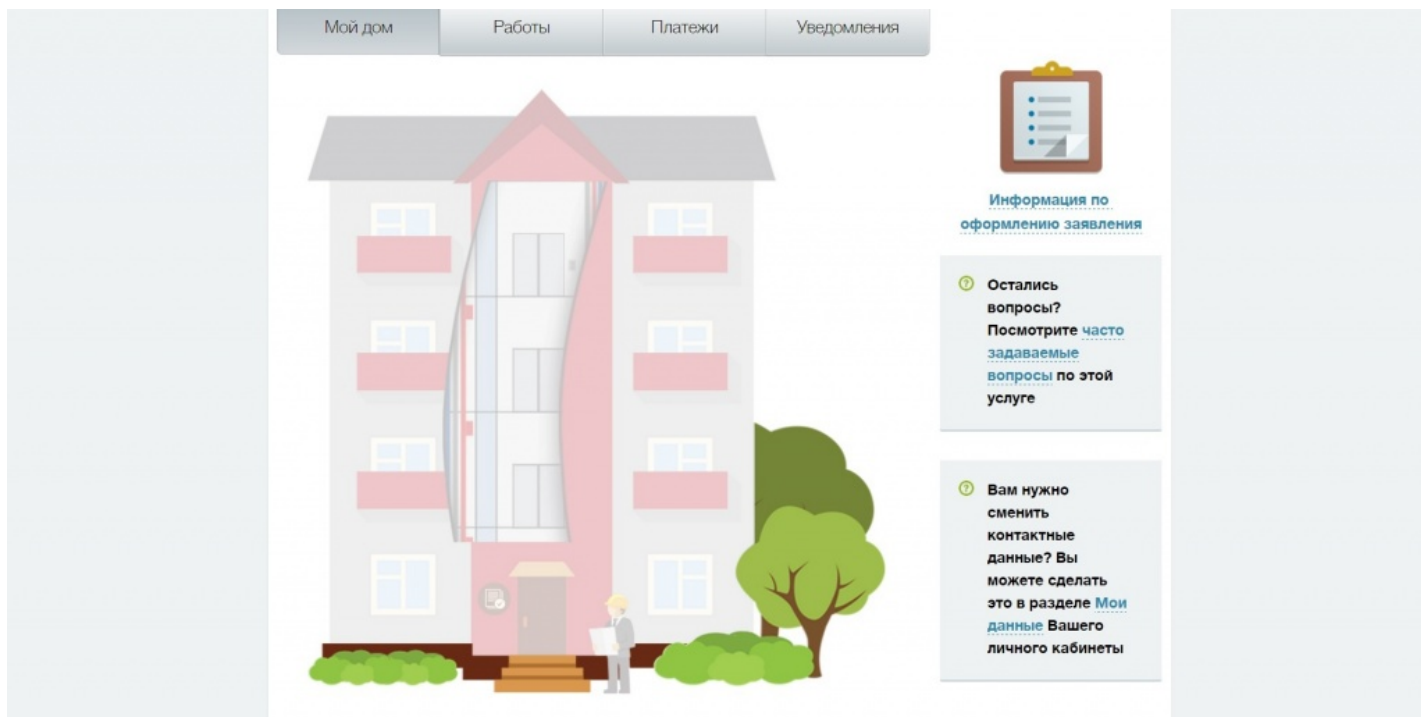 Мой дом
Работы
Платежи
Уведомления
Информация по
оформлению заявления
Остались
вопросы?
Посмотрите часто
задаваемые
вопросы по этой
услуге
Вам нужно
сменить
контактные
данные? Вы
можете сделать
это в разделе Мои
данные Вашего
личного кабинеты